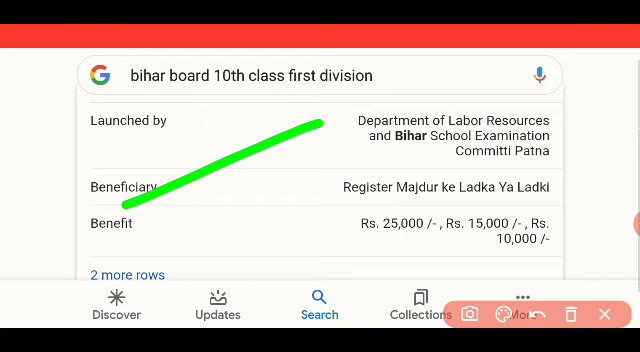 bihar board 10th class first division
Launched by
Department of Labor Resources
and Bihar School Examination
Committi Patna
Beneficiary
Register Majdur ke Ladka Ya Ladki
Benefit
Rs. 25,000 /- , Rs. 15,000 /- , Rs.
10,000 /-
2 more rows
Discover
Updates
Search
Collections
More